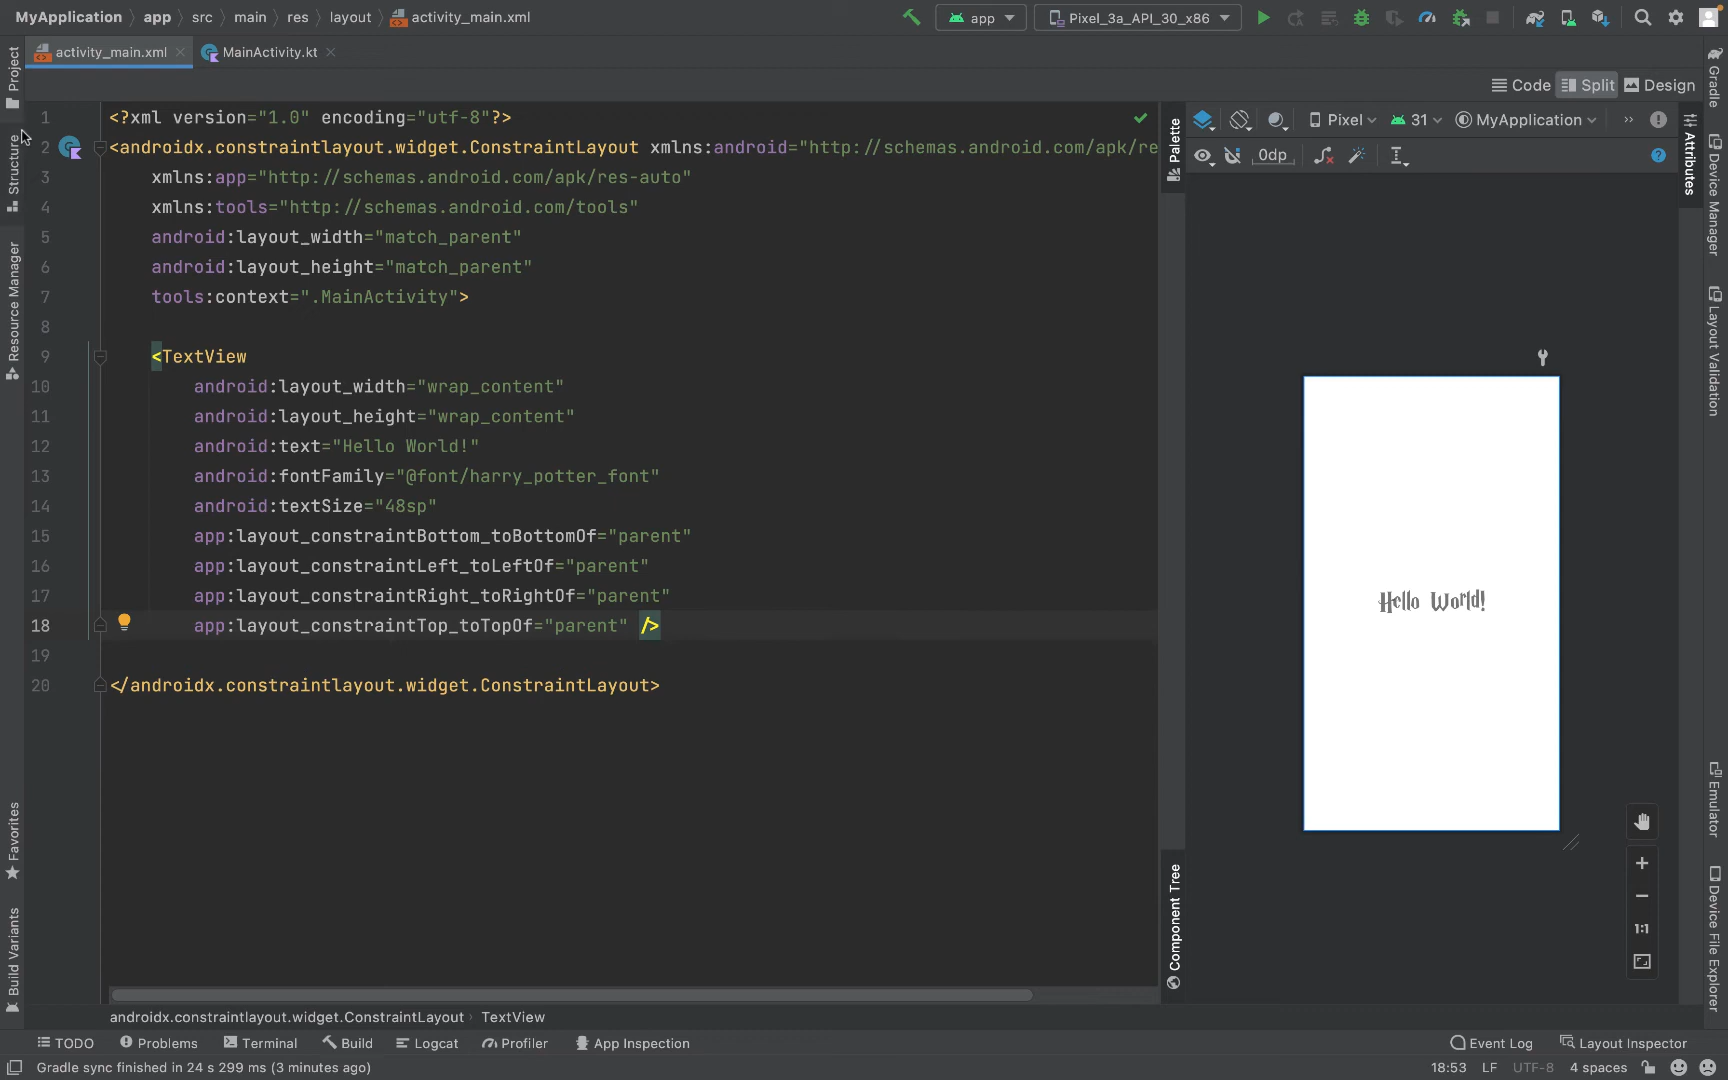 MyApplication app src main res layout activity_main.xml app Pixel_3a_API_30_x86
activity_main.xml MainActivity.kt
Code Split Design
Pixel 31 MyApplication
0dp
1 <?xml version="1.0" encoding="utf-8"?>
2 <androidx.constraintlayout.widget.ConstraintLayout xmlns:android="http://schemas.android.com/apk/re
3 xmlns:app="http://schemas.android.com/apk/res-auto"
4 xmlns:tools="http://schemas.android.com/tools"
5 android:layout_width="match_parent"
6 android:layout_height="match_parent"
7 tools:context=".MainActivity">
8
9 <TextView
10 android:layout_width="wrap_content"
11 android:layout_height="wrap_content"
12 android:text="Hello World!"
13 android:fontFamily="@font/harry_potter_font"
14 android:textSize="48sp"
15 app:layout_constraintBottom_toBottomOf="parent"
16 app:layout_constraintLeft_toLeftOf="parent"
17 app:layout_constraintRight_toRightOf="parent"
18 app:layout_constraintTop_toTopOf="parent" />
19
20 </androidx.constraintlayout.widget.ConstraintLayout>
Hello World!
1:1
Project
Structure
Resource Manager
Favorites
Build Variants
Palette
Component Tree
Attributes
Gradle
Device Manager
Layout Validation
Emulator
Device File Explorer
androidx.constraintlayout.widget.ConstraintLayout › TextView
TODO Problems Terminal Build Logcat Profiler App Inspection Event Log Layout Inspector
Gradle sync finished in 24 s 299 ms (3 minutes ago) 18:53 LF UTF-8 4 spaces